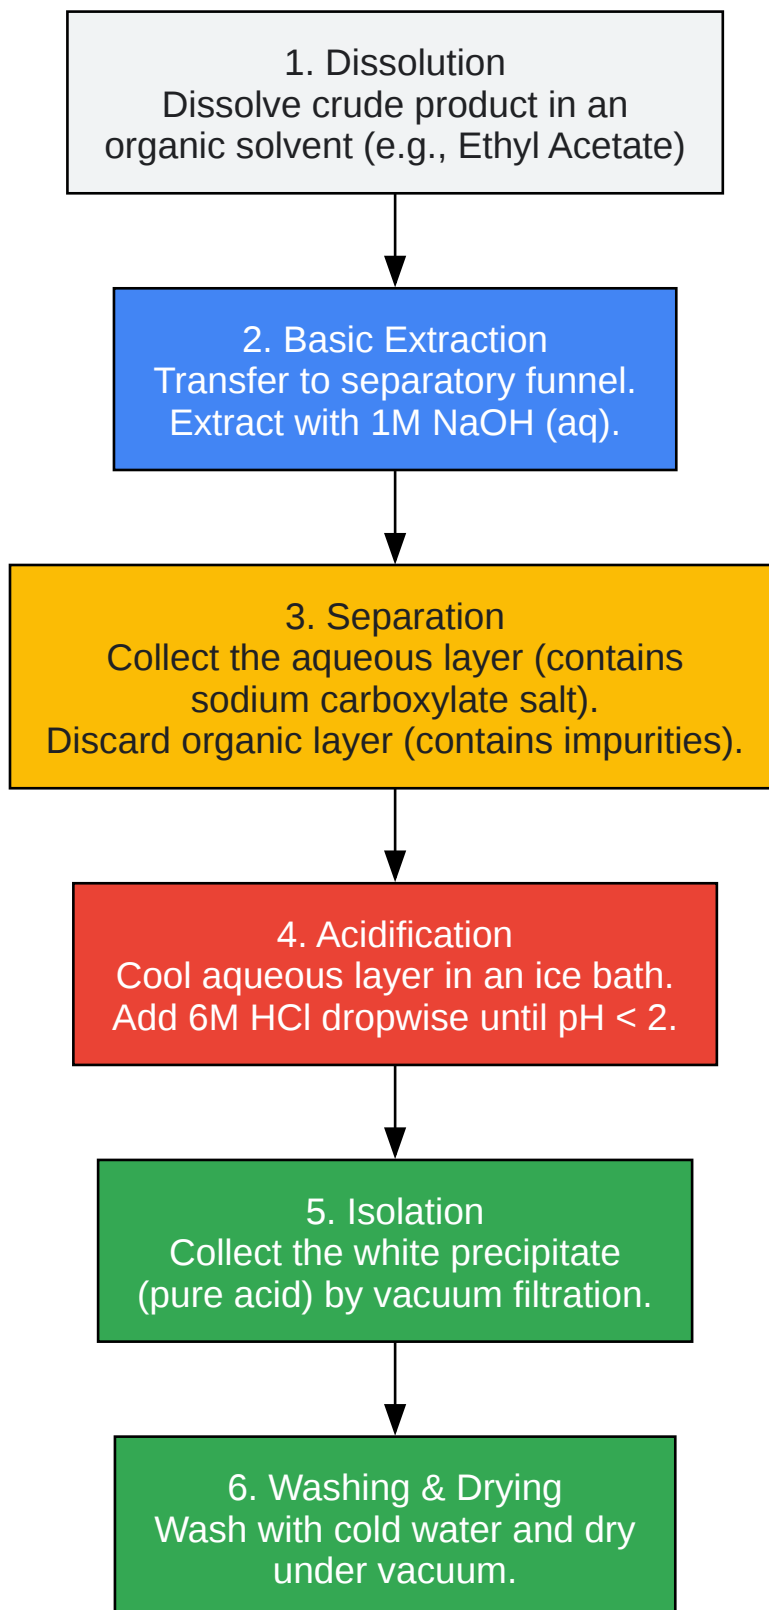 1. Dissolution
Dissolve crude product in an
organic solvent (e.g., Ethyl Acetate)
2. Basic Extraction
Transfer to separatory funnel.
Extract with 1M NaOH (aq).
3. Separation
Collect the aqueous layer (contains
sodium carboxylate salt).
Discard organic layer (contains impurities).
4. Acidification
Cool aqueous layer in an ice bath.
Add 6M HCl dropwise until pH < 2.
5. Isolation
Collect the white precipitate
(pure acid) by vacuum filtration.
6. Washing & Drying
Wash with cold water and dry
under vacuum.